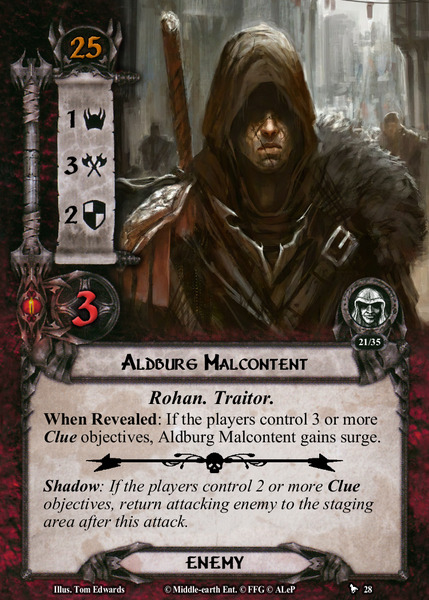 25
1
3
2
3
21/35
Aldburg Malcontent
Rohan. Traitor.
When Revealed: If the players control 3 or more
Clue objectives, Aldburg Malcontent gains surge.
Shadow: If the players control 2 or more Clue
objectives, return attacking enemy to the staging
area after this attack.
ENEMY
Illus. Tom Edwards © Middle-earth Ent. © FFG © ALeP 28